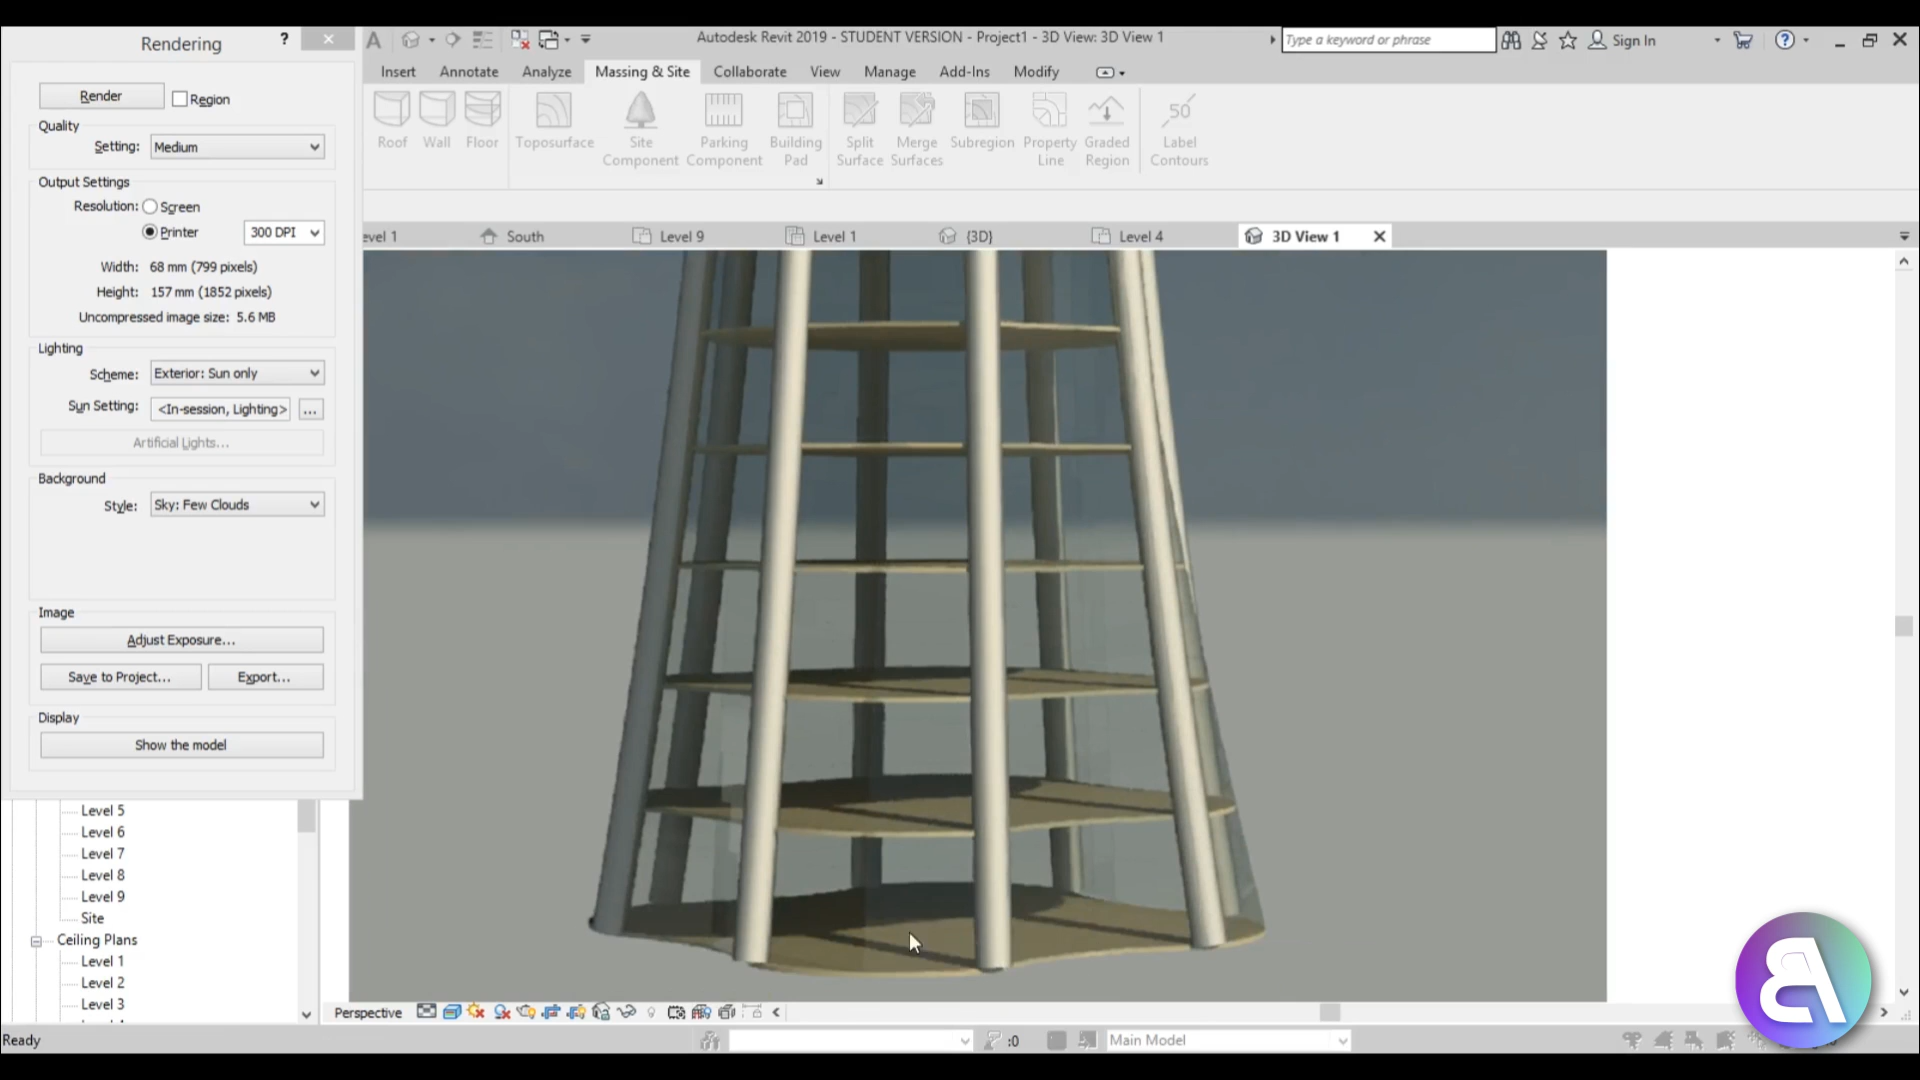 Rendering ?
Autodesk Revit 2019 - STUDENT VERSION - Project1 - 3D View: 3D View 1
Type a keyword or phrase
Sign In
Insert Annotate Analyze Massing & Site Collaborate View Manage Add-Ins Modify
Render Region
Roof Wall Floor Toposurface Site Component Parking Component Building Pad Split Surface Merge Surfaces Subregion Property Line Graded Region 50 Label Contours
Quality
Setting: Medium
Output Settings
Resolution: Screen
Printer 300 DPI
evel 1 South Level 9 Level 1 {3D} Level 4 3D View 1
Width: 68 mm (799 pixels)
Height: 157 mm (1852 pixels)
Uncompressed image size: 5.6 MB
Lighting
Scheme: Exterior: Sun only
Sun Setting: <In-session, Lighting> ...
Artificial Lights...
Background
Style: Sky: Few Clouds
Image
Adjust Exposure...
Save to Project... Export...
Display
Show the model
Level 5
Level 6
Level 7
Level 8
Level 9
Site
Ceiling Plans
Level 1
Level 2
Level 3
Perspective
Ready
:0
Main Model